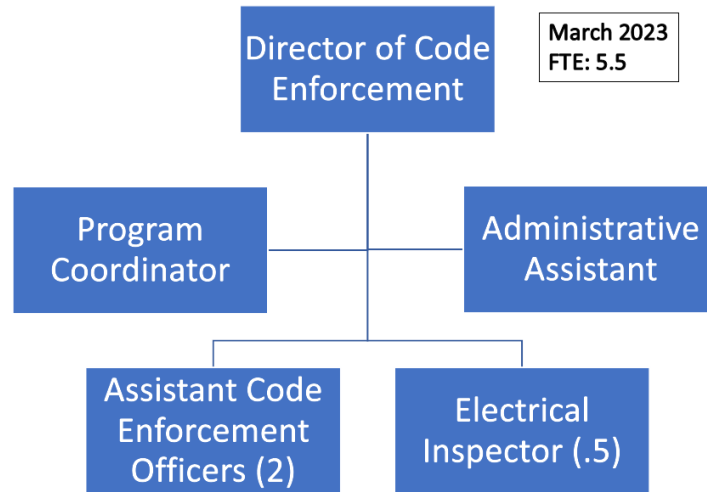 Director of Code
Enforcement
March 2023
FTE: 5.5
Program
Coordinator
Administrative
Assistant
Assistant Code
Enforcement
Officers (2)
Electrical
Inspector (.5)